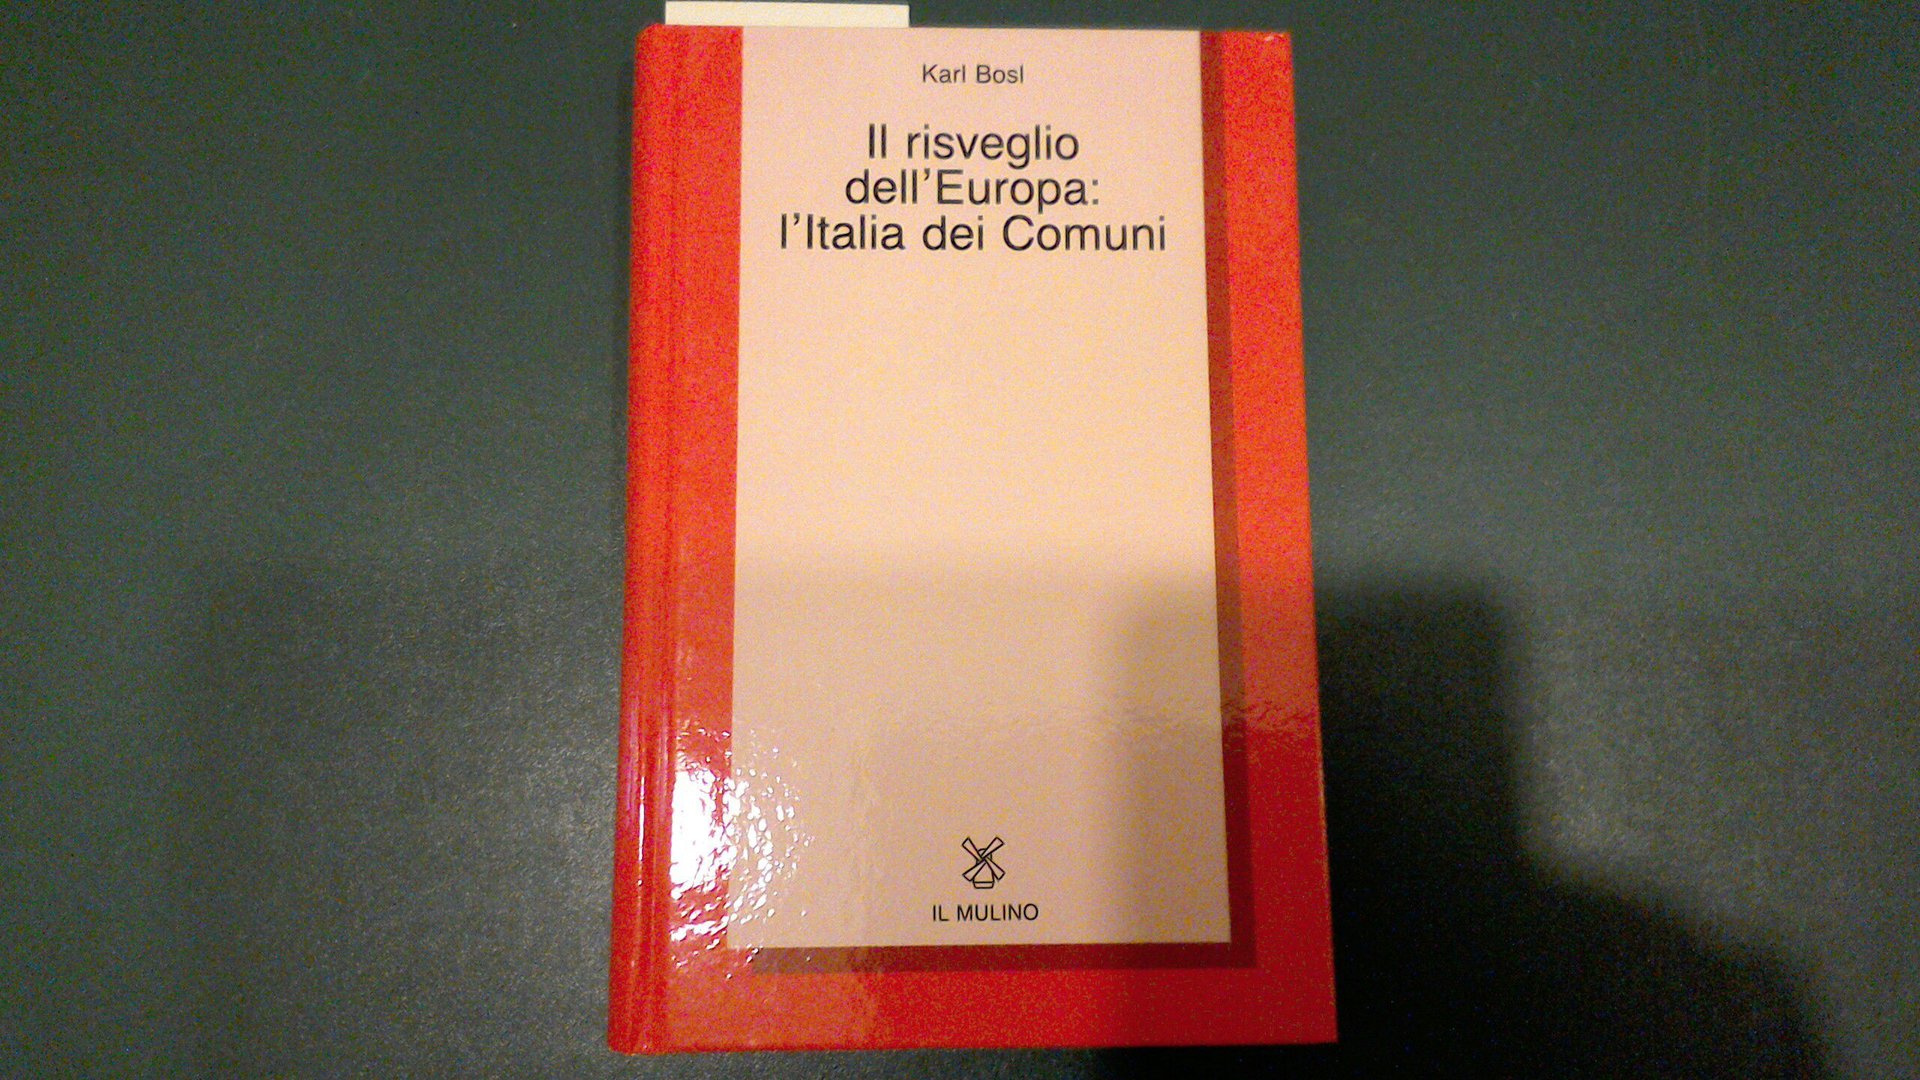 Karl Bosl
Il risveglio
dell'Europa:
l'Italia dei Comuni
IL MULINO